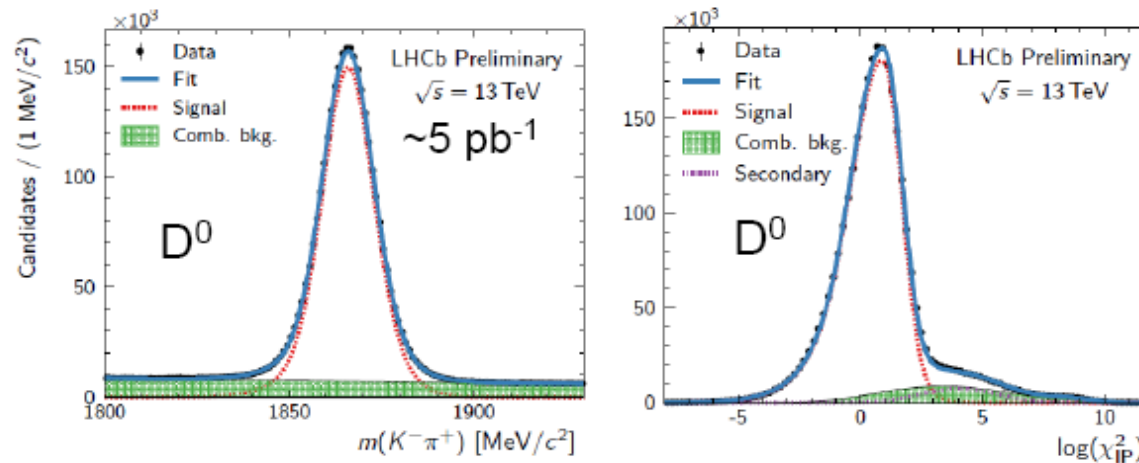 ×10³
Candidates / (1 MeV/c²)
150
100
50
0
Data
Fit
Signal
Comb. bkg.
LHCb Preliminary
√s = 13 TeV
~5 pb⁻¹
D⁰
1800
1850
1900
m(K⁻π⁺) [MeV/c²]
×10³
150
100
50
0
Data
Fit
Signal
Comb. bkg.
Secondary
LHCb Preliminary
√s = 13 TeV
D⁰
-5
0
5
10
log(χ²IP)